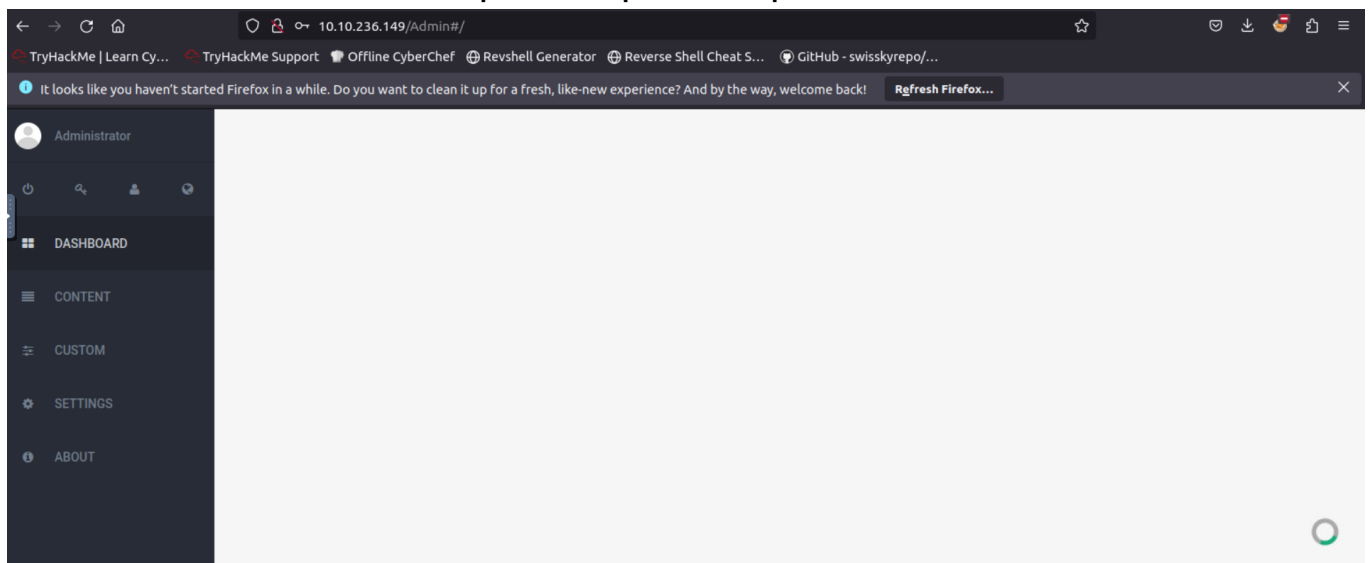 10.10.236.149/Admin#/
TryHackMe | Learn Cy... TryHackMe Support Offline CyberChef Revshell Generator Reverse Shell Cheat S... GitHub - swisskyrepo/...
It looks like you haven't started Firefox in a while. Do you want to clean it up for a fresh, like-new experience? And by the way, welcome back! Refresh Firefox...
Administrator
DASHBOARD
CONTENT
CUSTOM
SETTINGS
ABOUT